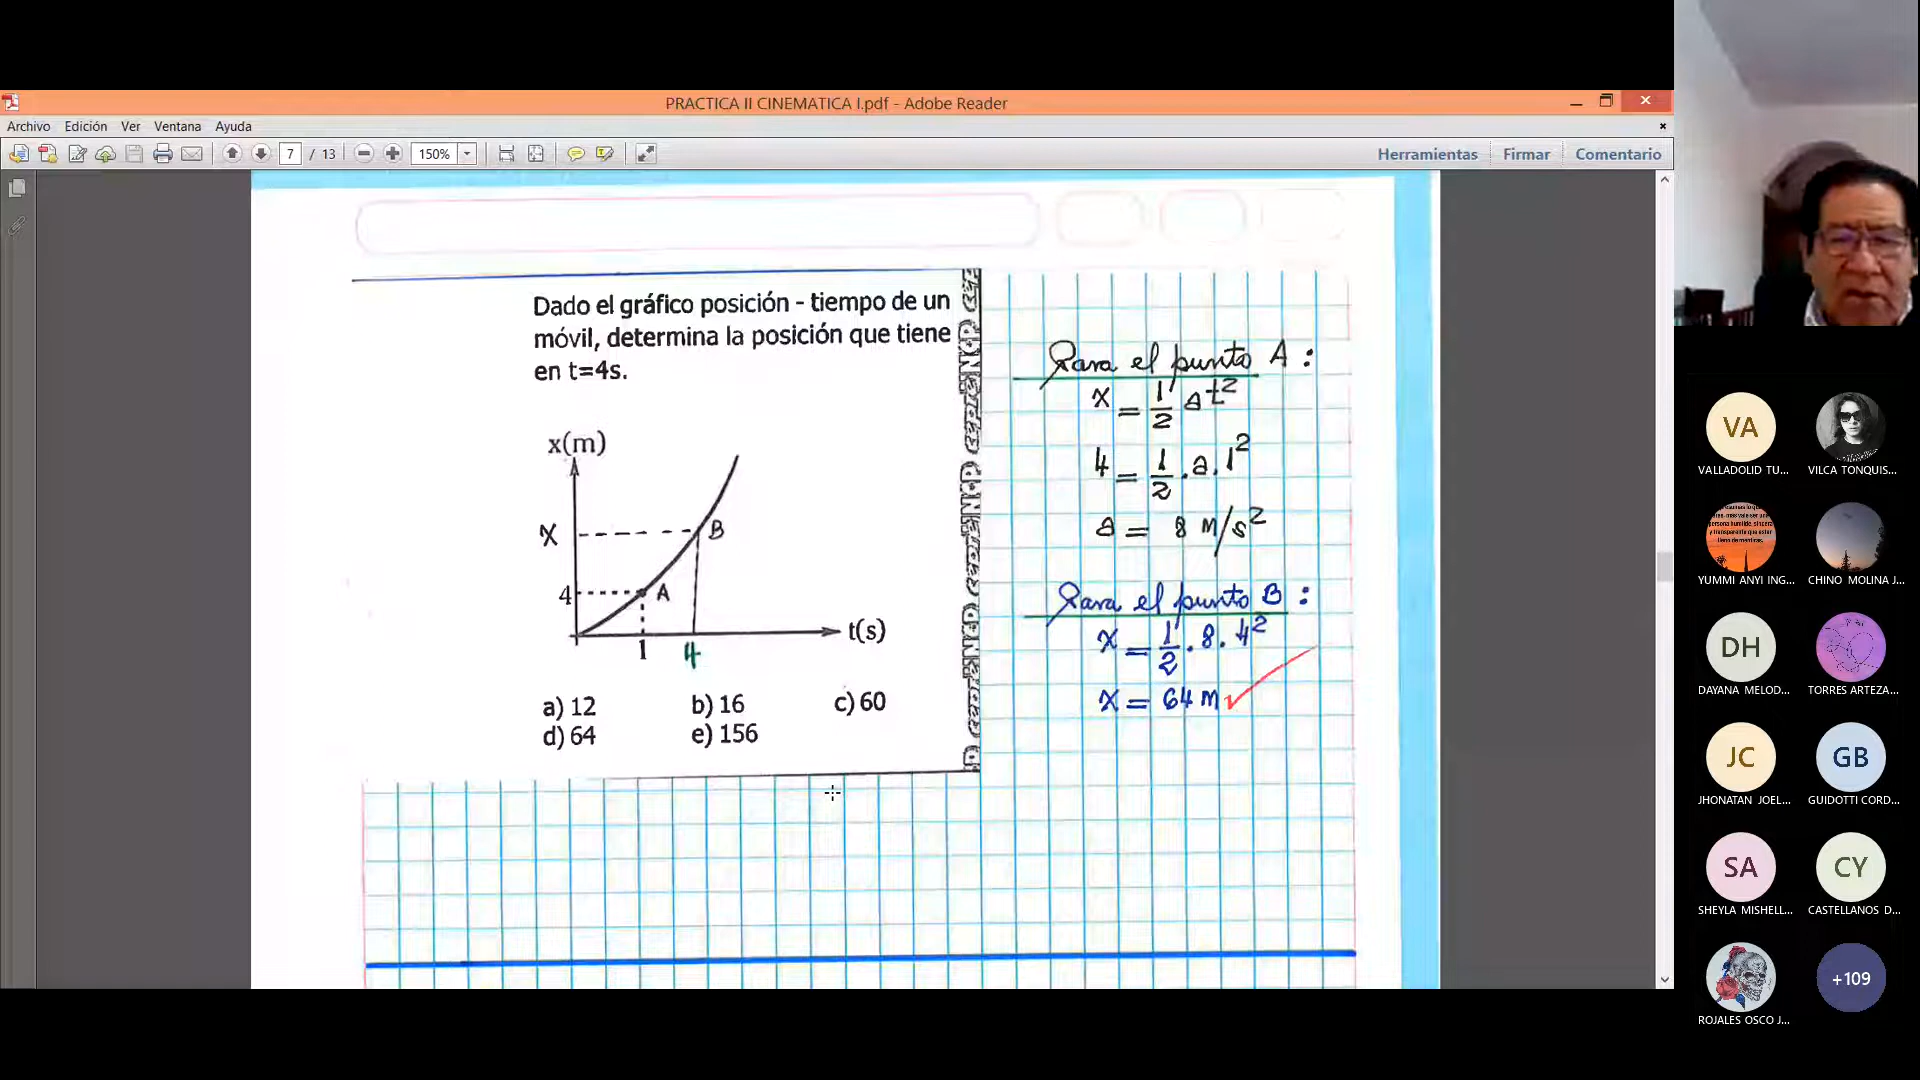 PRACTICA II CINEMATICA I.pdf - Adobe Reader
Archivo Edición Ver Ventana Ayuda
7 / 13 150% Herramientas Firmar Comentario
Dado el gráfico posición - tiempo de un
móvil, determina la posición que tiene
en t=4s.
x(m)
X B
4 A
t(s)
1 4
a) 12 b) 16 c) 60
d) 64 e) 156
Para el punto A :
x = 1/2 a t²
4 = 1/2 . a . 1²
a = 8 m/s²
Para el punto B :
x = 1/2 . 8 . 4²
x = 64 m ✓
VA
VALLADOLID TU...
VILCA TONQUIS...
YUMMI ANYI ING...
CHINO MOLINA J...
DH
DAYANA MELOD...
TORRES ARTEZA...
JC
JHONATAN JOEL...
GB
GUIDOTTI CORD...
SA
SHEYLA MISHELL...
CY
CASTELLANOS D...
ROJALES OSCO J...
+109